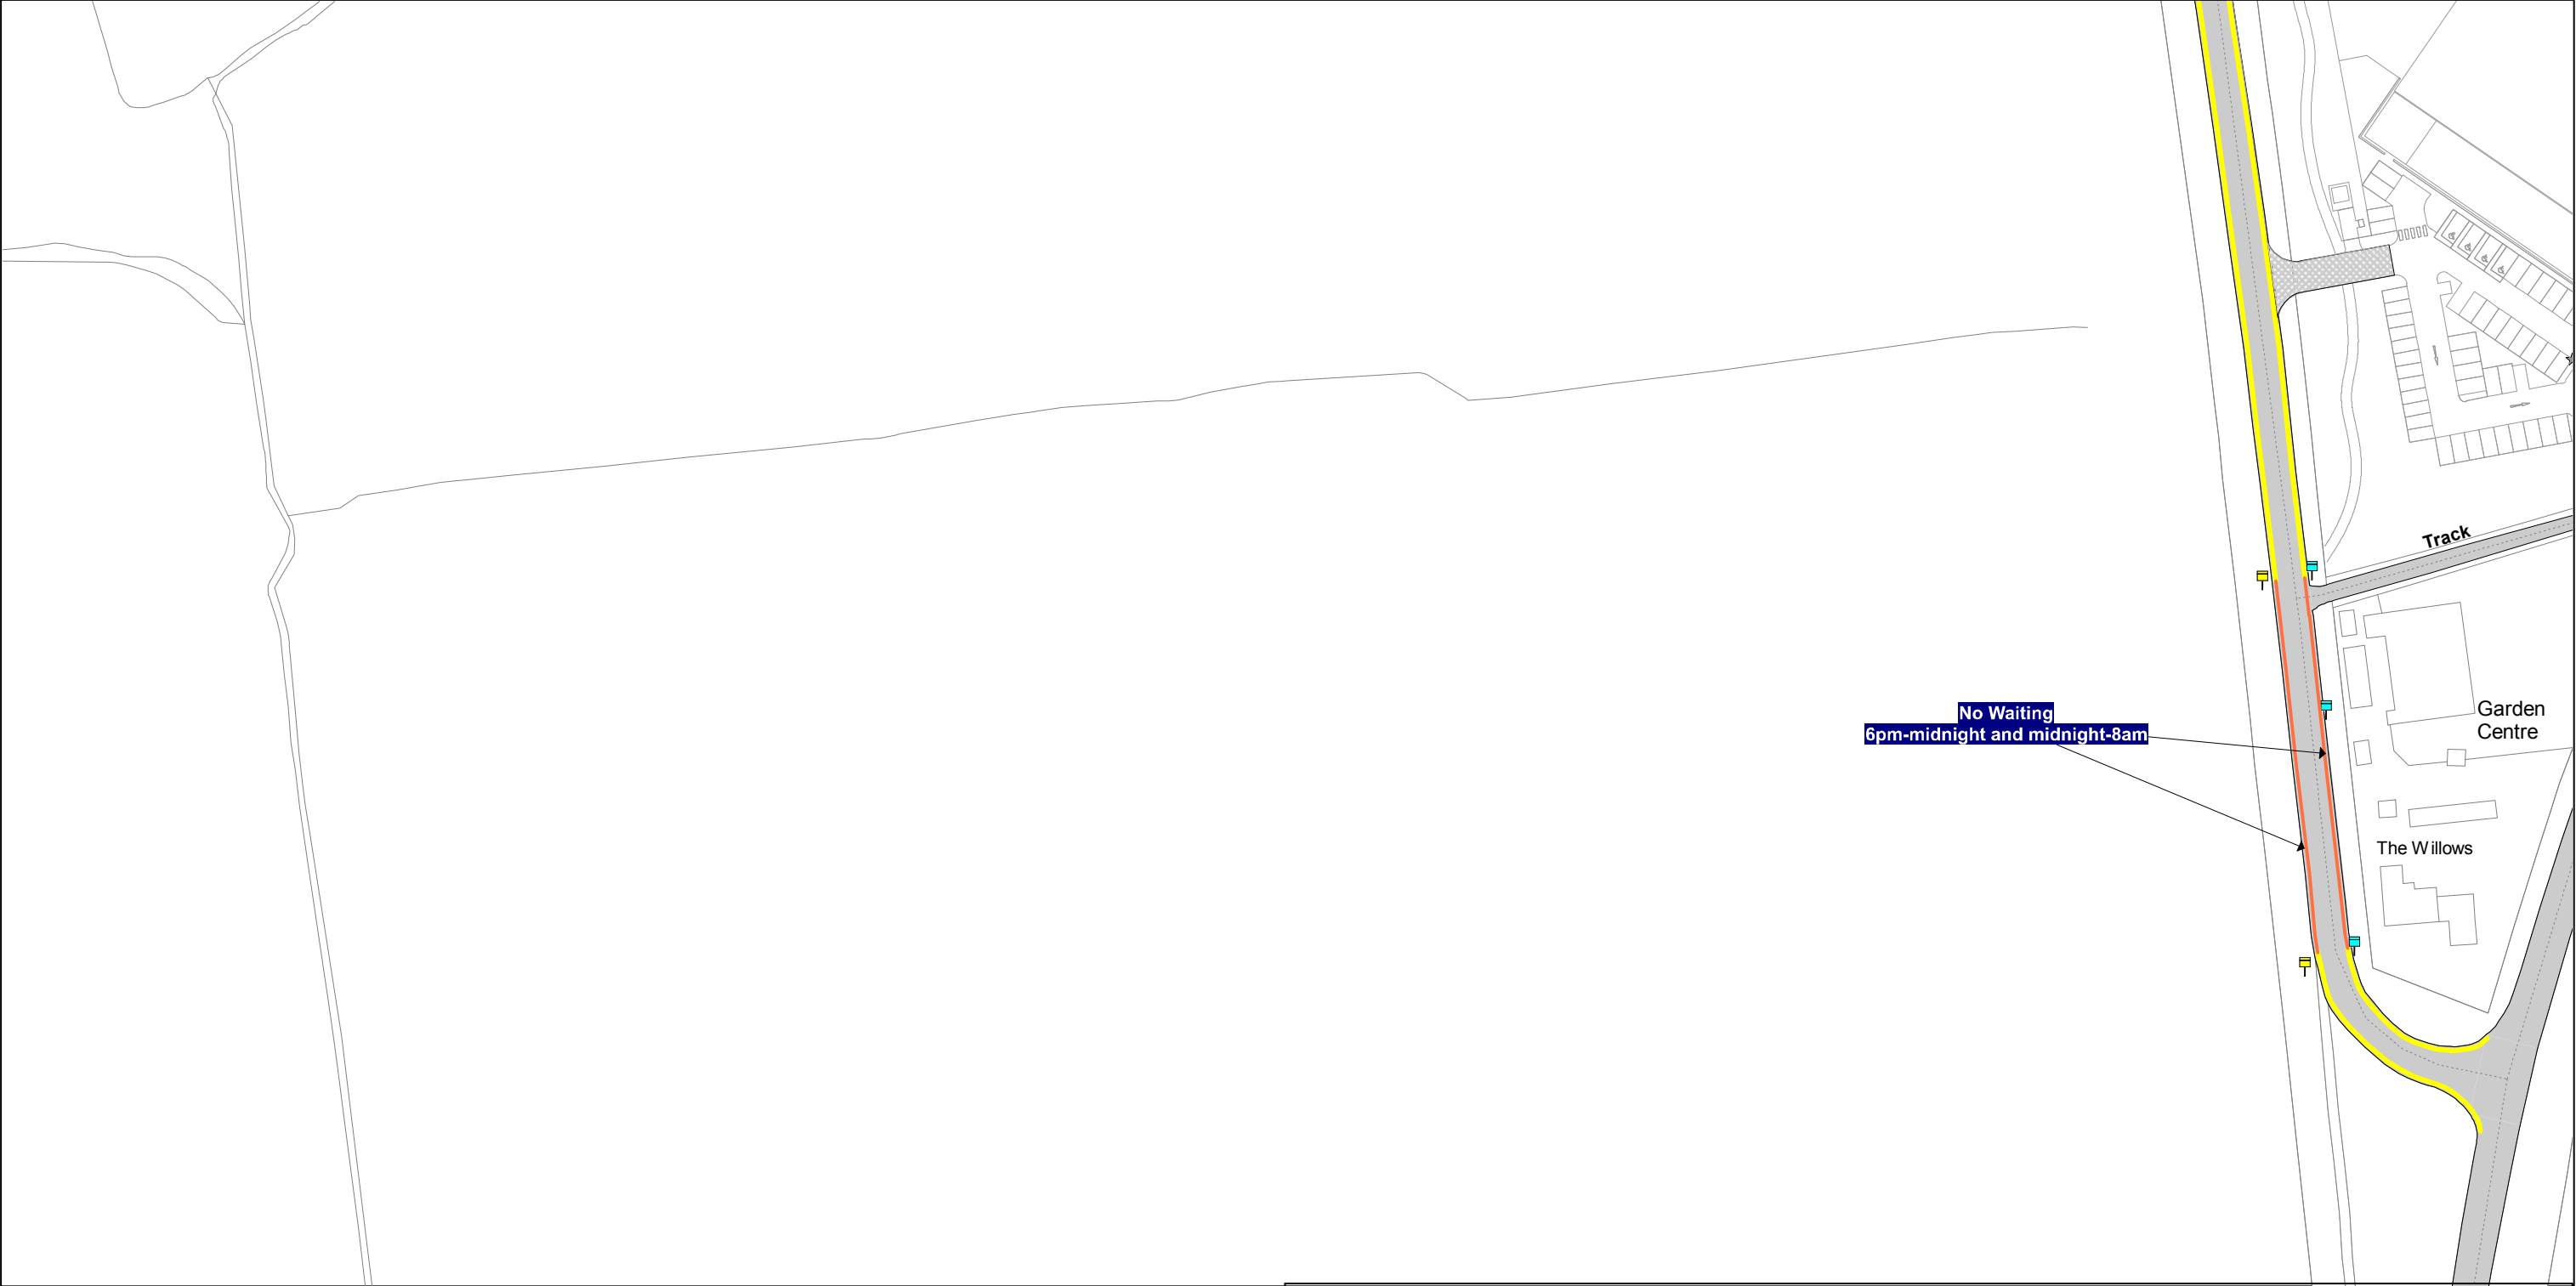 Track
No Waiting
6pm-midnight and midnight-8am
Garden
Centre
The Willows